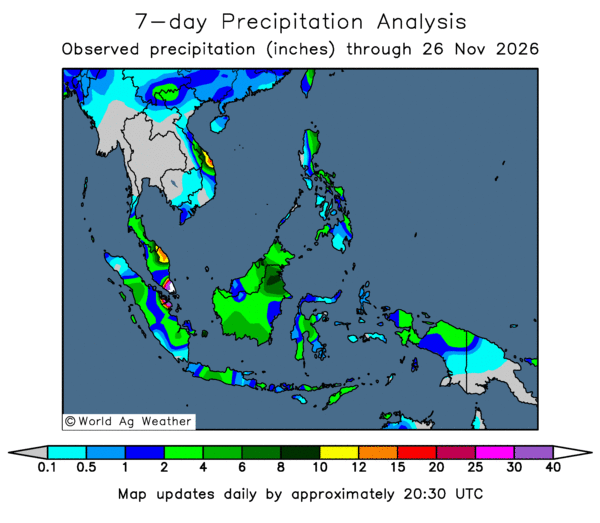 7-day Precipitation Analysis
Observed precipitation (inches) through 26 Nov 2026
©World Ag Weather
0.1 0.5 1 2 4 6 8 10 12 15 20 25 30 40
Map updates daily by approximately 20:30 UTC